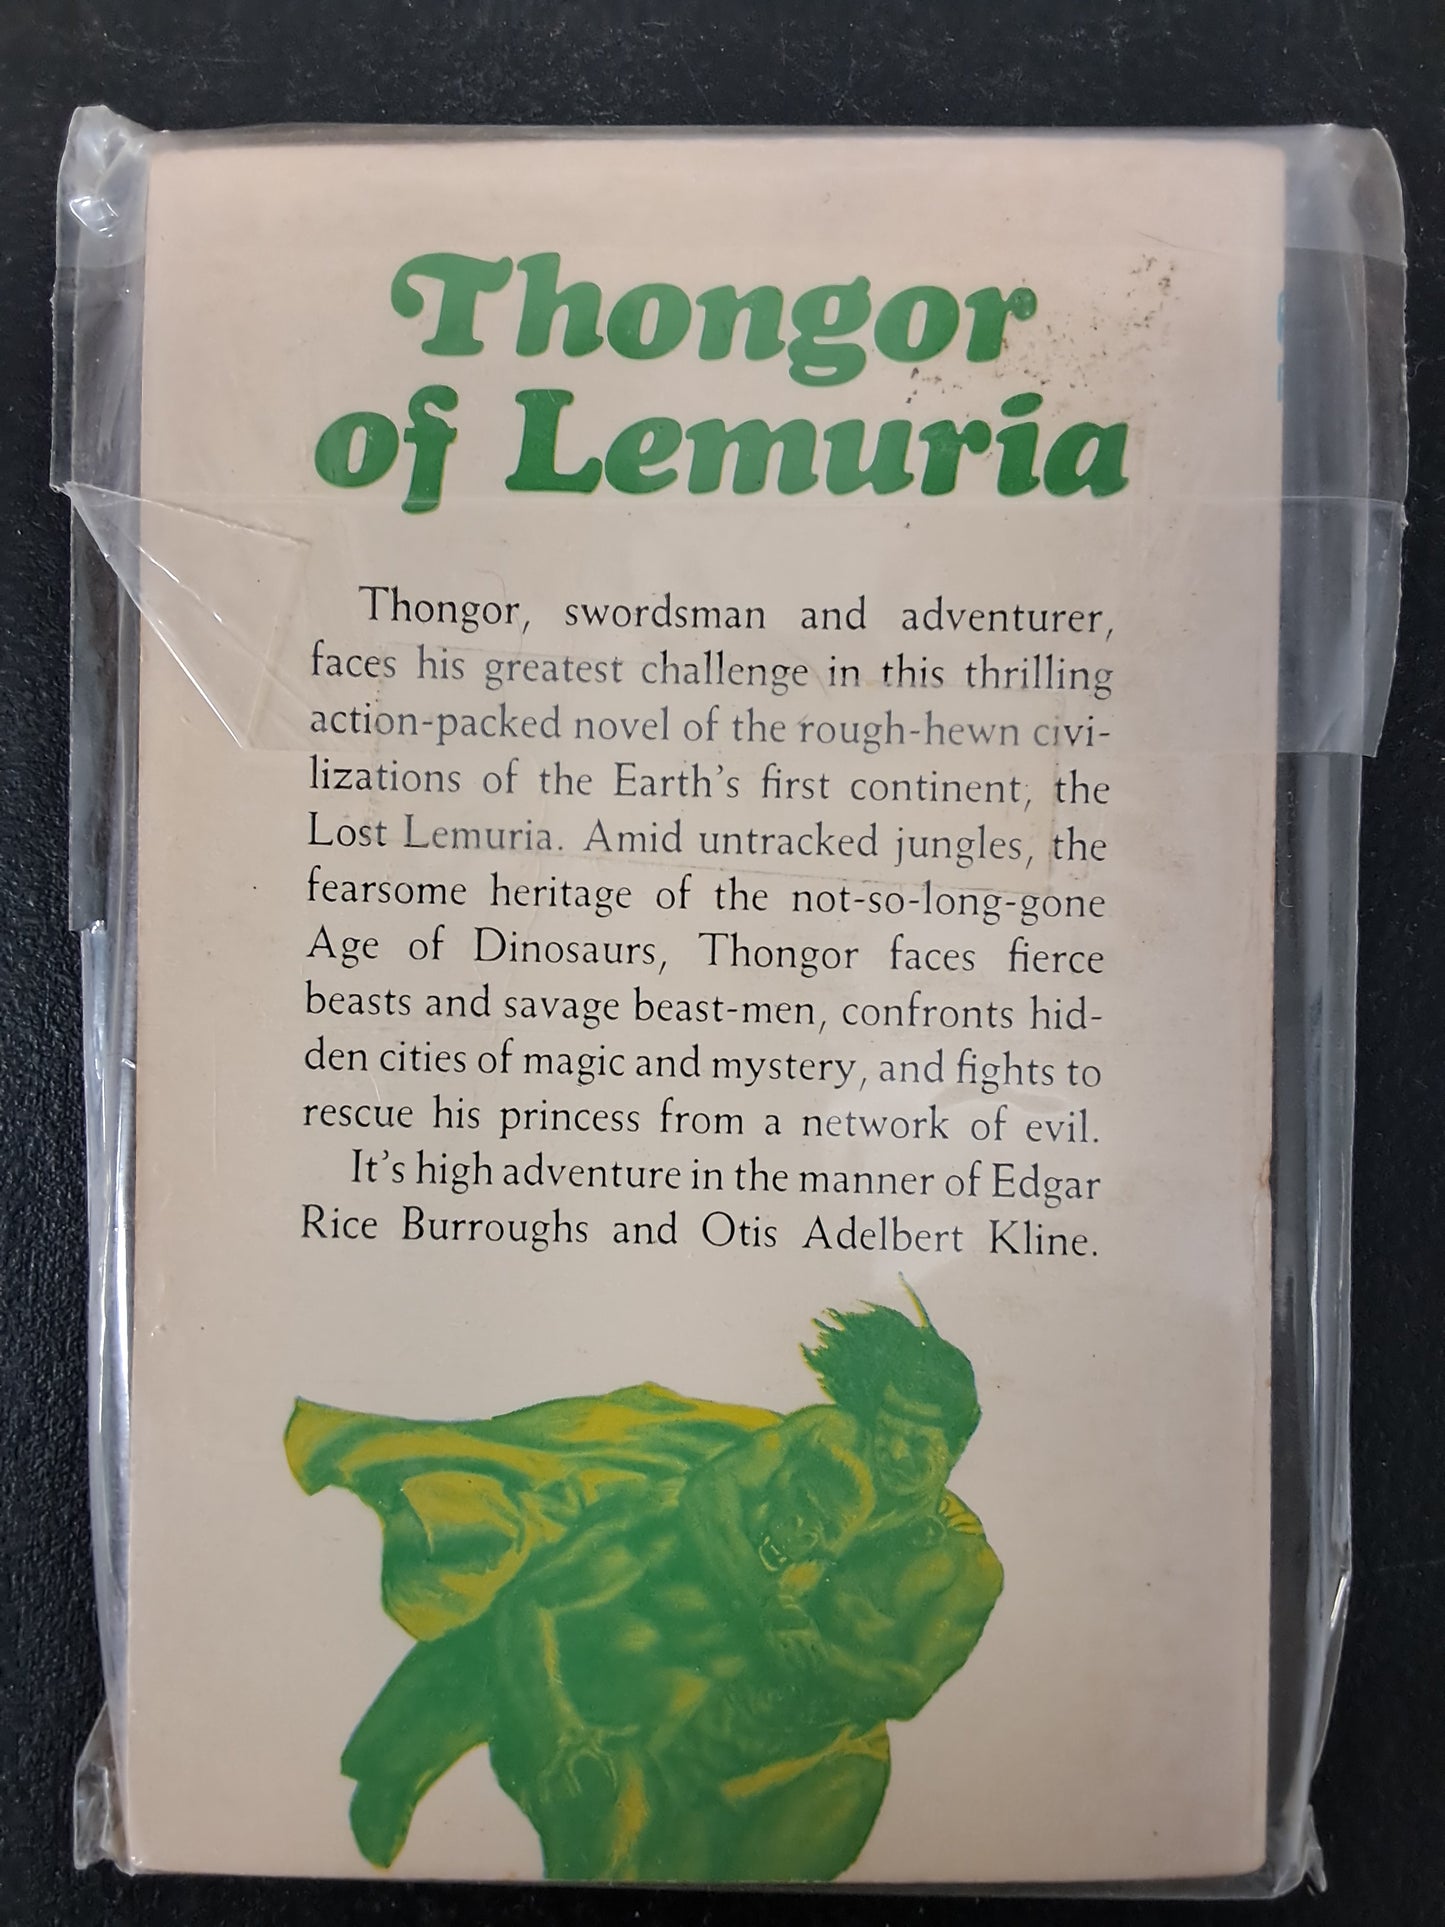 Thongor
of Lemuria
Thongor, swordsman and adventurer,
faces his greatest challenge in this thrilling
action-packed novel of the rough-hewn civi-
lizations of the Earth's first continent, the
Lost Lemuria. Amid untracked jungles, the
fearsome heritage of the not-so-long-gone
Age of Dinosaurs, Thongor faces fierce
beasts and savage beast-men, confronts hid-
den cities of magic and mystery, and fights to
rescue his princess from a network of evil.
It's high adventure in the manner of Edgar
Rice Burroughs and Otis Adelbert Kline.